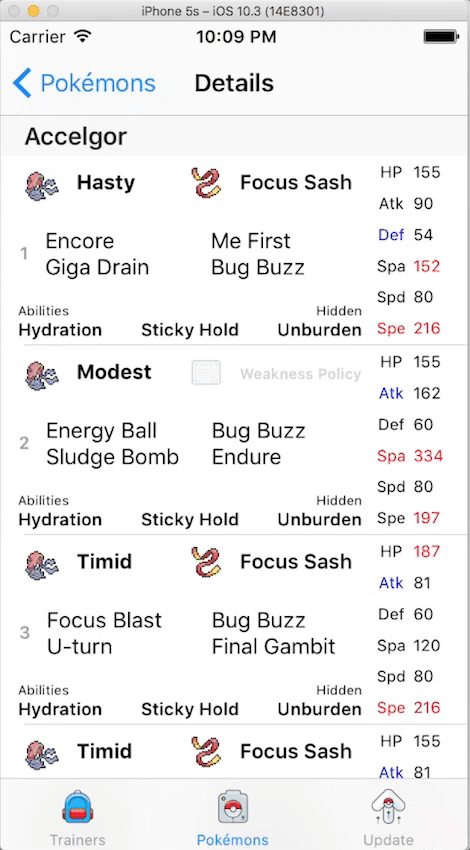 iPhone 5s – iOS 10.3 (14E8301)
Carrier 10:09 PM
Pokémons Details
Accelgor
Hasty Focus Sash
1
Encore Me First
Giga Drain Bug Buzz
Abilities Hidden
Hydration Sticky Hold Unburden
HP 155
Atk 90
Def 54
Spa 152
Spd 80
Spe 216
Modest Weakness Policy
2
Energy Ball Bug Buzz
Sludge Bomb Endure
Abilities Hidden
Hydration Sticky Hold Unburden
HP 155
Atk 162
Def 60
Spa 334
Spd 80
Spe 197
Timid Focus Sash
3
Focus Blast Bug Buzz
U-turn Final Gambit
Abilities Hidden
Hydration Sticky Hold Unburden
HP 187
Atk 81
Def 60
Spa 120
Spd 80
Spe 216
Timid Focus Sash
HP 155
Atk 81
Trainers Pokémons Update